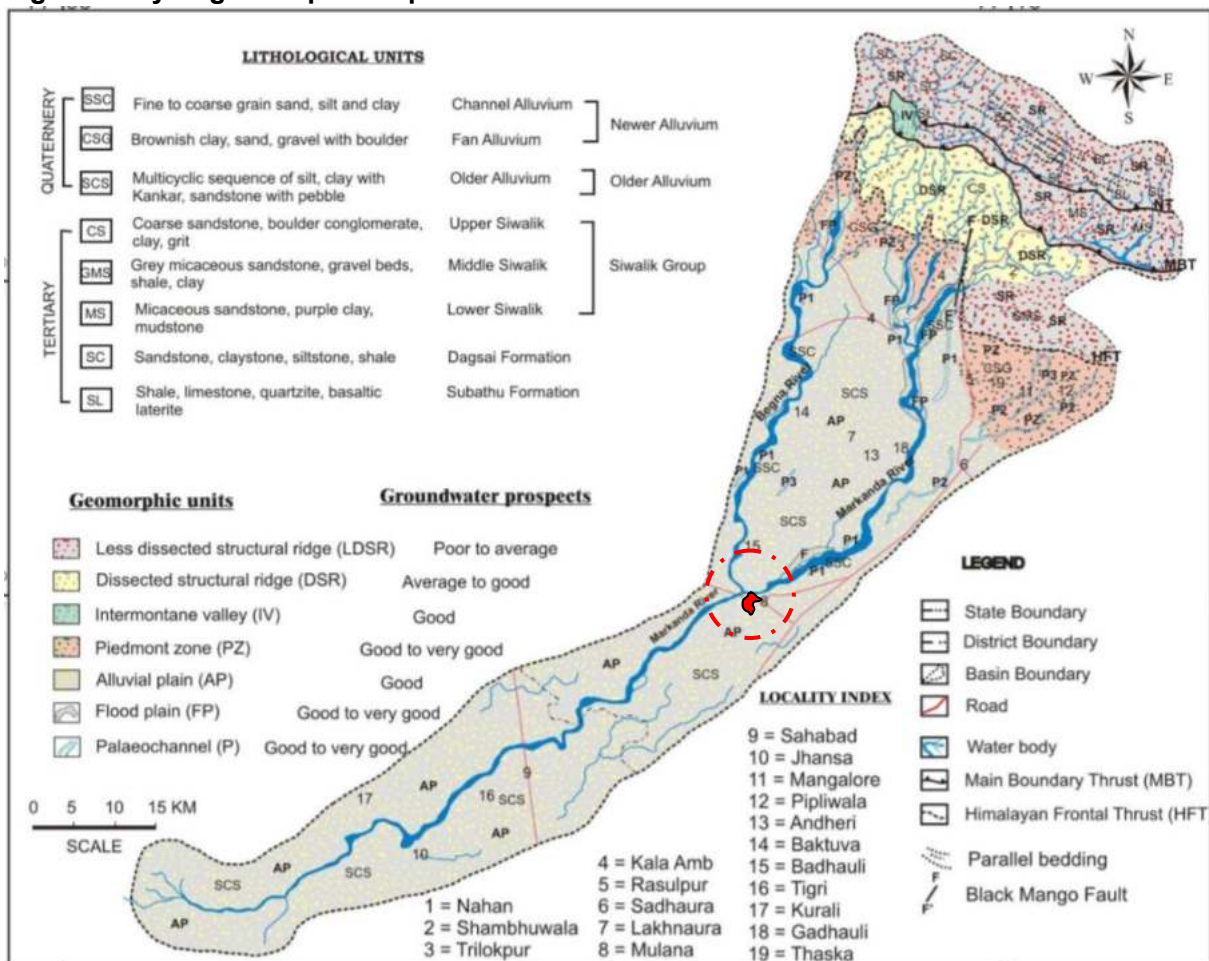 LITHOLOGICAL UNITS
QUATERNERY
SSC Fine to coarse grain sand, silt and clay Channel Alluvium
CSG Brownish clay, sand, gravel with boulder Fan Alluvium
Newer Alluvium
SCS Multicyclic sequence of silt, clay with Kankar, sandstone with pebble Older Alluvium Older Alluvium
TERTIARY
CS Coarse sandstone, boulder conglomerate, clay, grit Upper Siwalik
GMS Grey micaceous sandstone, gravel beds, shale, clay Middle Siwalik Siwalik Group
MS Micaceous sandstone, purple clay, mudstone Lower Siwalik
SC Sandstone, claystone, siltstone, shale Dagsai Formation
SL Shale, limestone, quartzite, basaltic laterite Subathu Formation
Geomorphic units Groundwater prospects
Less dissected structural ridge (LDSR) Poor to average
Dissected structural ridge (DSR) Average to good
Intermontane valley (IV) Good
Piedmont zone (PZ) Good to very good
Alluvial plain (AP) Good
Flood plain (FP) Good to very good
Palaeochannel (P) Good to very good
0 5 10 15 KM
SCALE
N
W E
S
SR
IV
DSR
CS
NT
MBT
HFT
PZ
CSG
FP
P1
SSC
SCS
AP
Begna River
Markanda River
Markanda River
P2
P3
LEGEND
State Boundary
District Boundary
Basin Boundary
Road
Water body
Main Boundary Thrust (MBT)
Himalayan Frontal Thrust (HFT
Parallel bedding
F
F'
Black Mango Fault
LOCALITY INDEX
1 = Nahan
2 = Shambhuwala
3 = Trilokpur
4 = Kala Amb
5 = Rasulpur
6 = Sadhaura
7 = Lakhnaura
8 = Mulana
9 = Sahabad
10 = Jhansa
11 = Mangalore
12 = Pipliwala
13 = Andheri
14 = Baktuva
15 = Badhauli
16 = Tigri
17 = Kurali
18 = Gadhauli
19 = Thaska